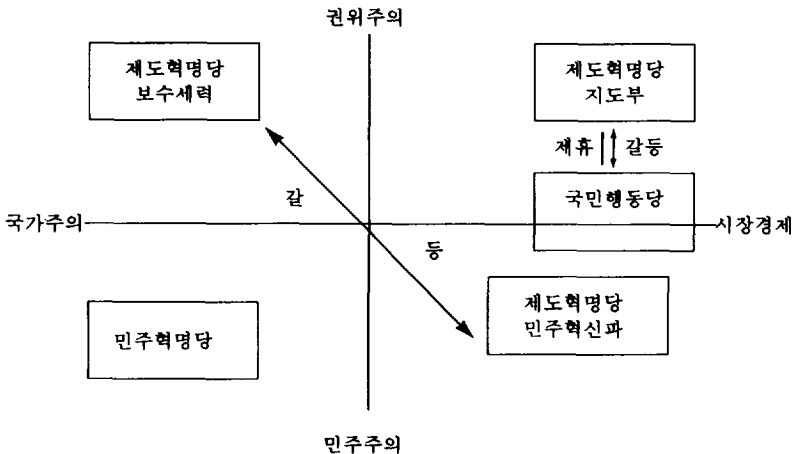 권위주의
제도혁명당
보수세력
제도혁명당
지도부
제휴
갈등
국민행동당
갈
국가주의
시장경제
등
제도혁명당
민주혁신파
민주혁명당
민주주의